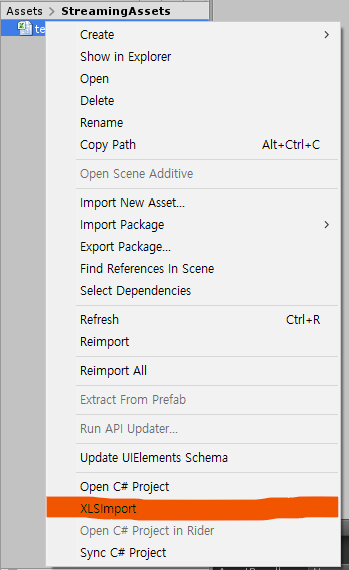 Assets > StreamingAssets
Create >
Show in Explorer
Open
Delete
Rename
Copy Path Alt+Ctrl+C
Open Scene Additive
Import New Asset...
Import Package >
Export Package...
Find References In Scene
Select Dependencies
Refresh Ctrl+R
Reimport
Reimport All
Extract From Prefab
Run API Updater...
Update UIElements Schema
Open C# Project
XLSImport
Open C# Project in Rider
Sync C# Project